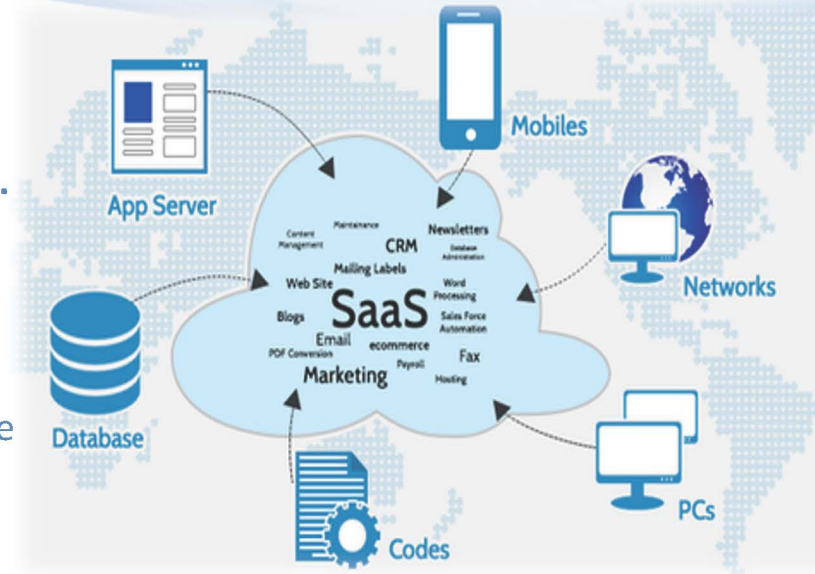 Mobiles
App Server
.
Content
Management
Maintainance
CRM
Newsletters
Database
Administration
Mailing Labels
Web Site
Word
Processing
SaaS
Blogs
Sales Force
Automation
Email
ecommerce
PDF Conversion
Payroll
Fax
Marketing
Hosting
Networks
e
Database
PCs
Codes